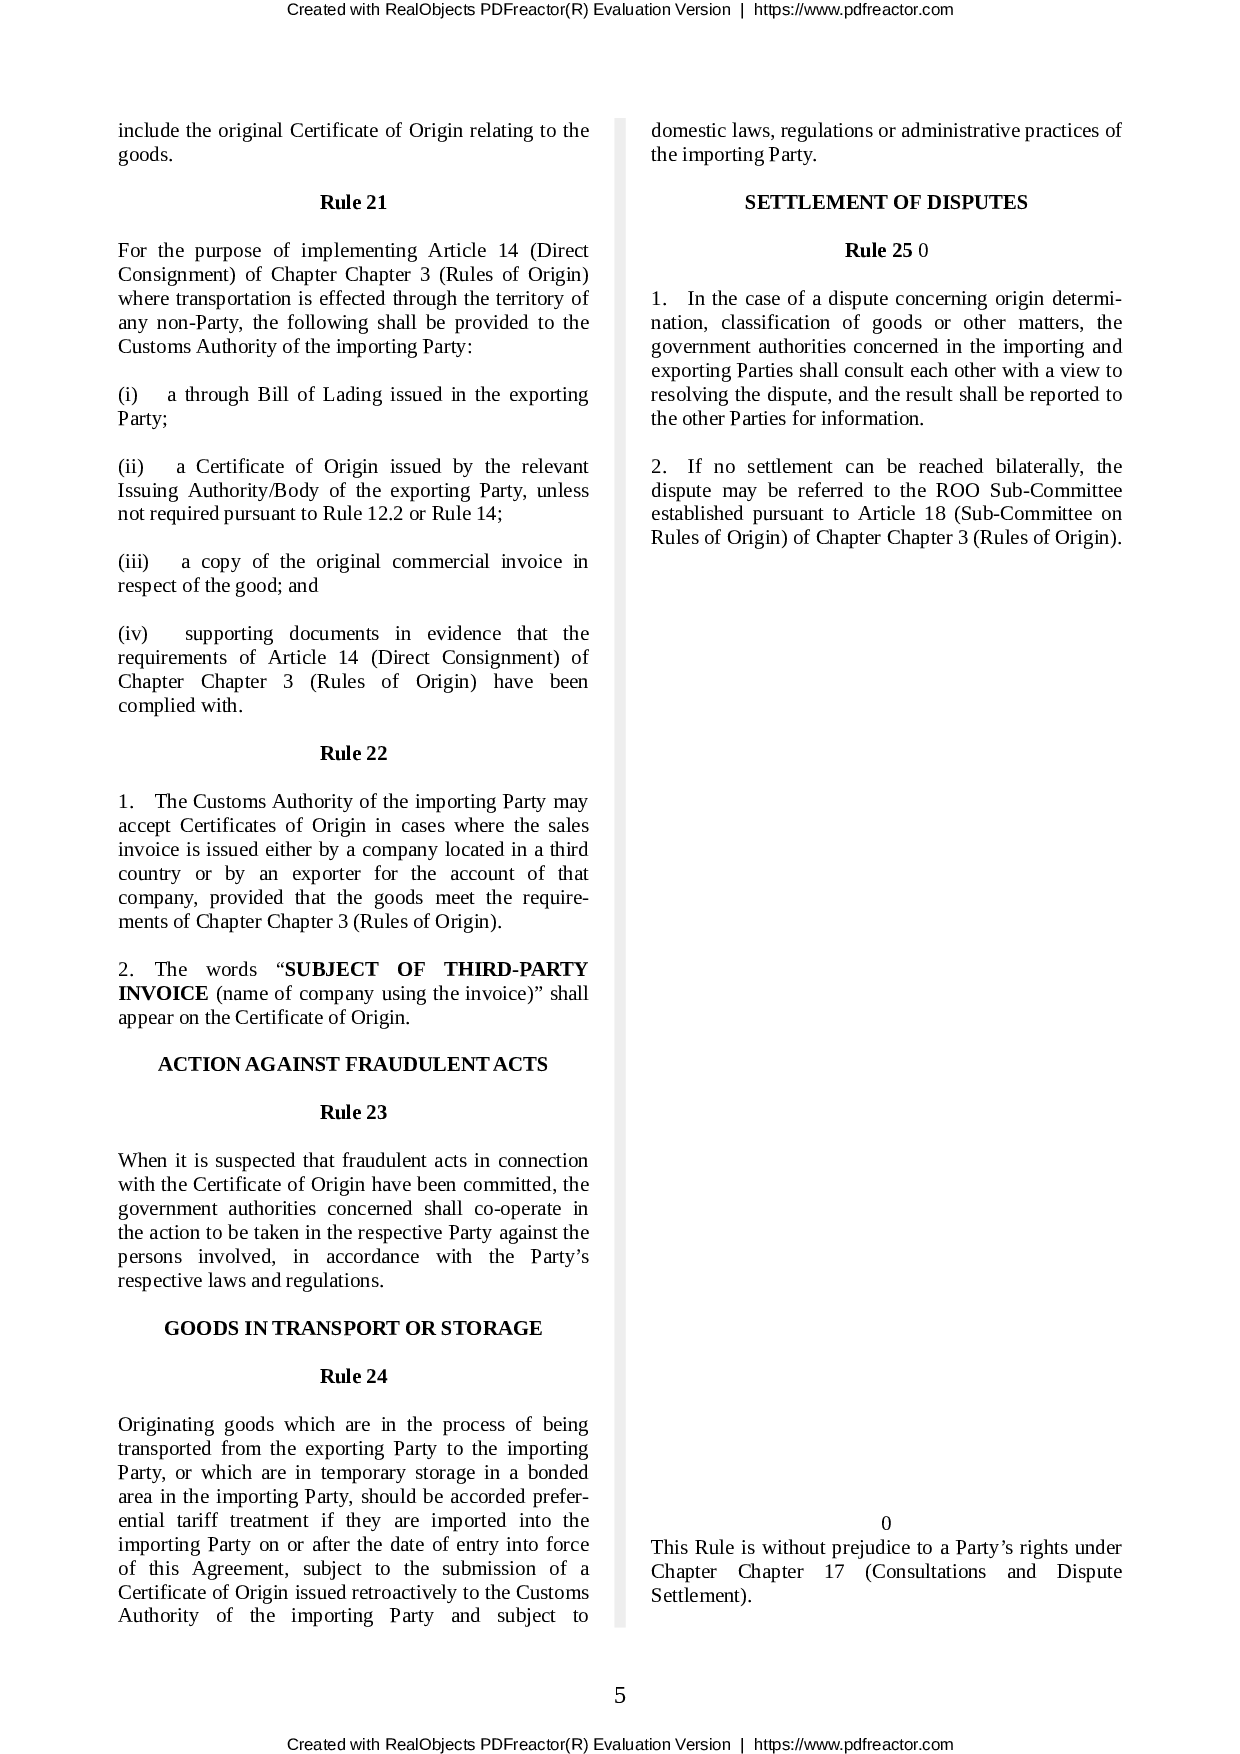 Created with RealObjects PDFreactor(R) Evaluation Version | https://www.pdfreactor.com
include the original Certificate of Origin relating to the
goods.
Rule 21
For the purpose of implementing Article 14 (Direct
Consignment) of Chapter Chapter 3 (Rules of Origin)
where transportation is effected through the territory of
any non-Party, the following shall be provided to the
Customs Authority of the importing Party:
(i) a through Bill of Lading issued in the exporting
Party;
(ii) a Certificate of Origin issued by the relevant
Issuing Authority/Body of the exporting Party, unless
not required pursuant to Rule 12.2 or Rule 14;
(iii) a copy of the original commercial invoice in
respect of the good; and
(iv) supporting documents in evidence that the
requirements of Article 14 (Direct Consignment) of
Chapter Chapter 3 (Rules of Origin) have been
complied with.
Rule 22
1. The Customs Authority of the importing Party may
accept Certificates of Origin in cases where the sales
invoice is issued either by a company located in a third
country or by an exporter for the account of that
company, provided that the goods meet the require-
ments of Chapter Chapter 3 (Rules of Origin).
2. The words “SUBJECT OF THIRD-PARTY
INVOICE (name of company using the invoice)” shall
appear on the Certificate of Origin.
ACTION AGAINST FRAUDULENT ACTS
Rule 23
When it is suspected that fraudulent acts in connection
with the Certificate of Origin have been committed, the
government authorities concerned shall co-operate in
the action to be taken in the respective Party against the
persons involved, in accordance with the Party’s
respective laws and regulations.
GOODS IN TRANSPORT OR STORAGE
Rule 24
Originating goods which are in the process of being
transported from the exporting Party to the importing
Party, or which are in temporary storage in a bonded
area in the importing Party, should be accorded prefer-
ential tariff treatment if they are imported into the
importing Party on or after the date of entry into force
of this Agreement, subject to the submission of a
Certificate of Origin issued retroactively to the Customs
Authority of the importing Party and subject to
domestic laws, regulations or administrative practices of
the importing Party.
SETTLEMENT OF DISPUTES
Rule 25 0
1. In the case of a dispute concerning origin determi-
nation, classification of goods or other matters, the
government authorities concerned in the importing and
exporting Parties shall consult each other with a view to
resolving the dispute, and the result shall be reported to
the other Parties for information.
2. If no settlement can be reached bilaterally, the
dispute may be referred to the ROO Sub-Committee
established pursuant to Article 18 (Sub-Committee on
Rules of Origin) of Chapter Chapter 3 (Rules of Origin).
0
This Rule is without prejudice to a Party’s rights under
Chapter Chapter 17 (Consultations and Dispute
Settlement).
5
Created with RealObjects PDFreactor(R) Evaluation Version | https://www.pdfreactor.com